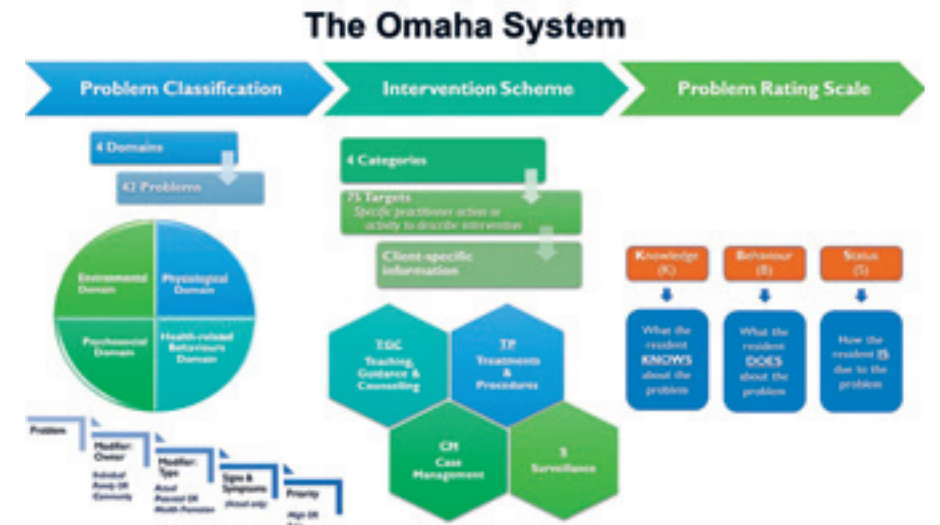 The Omaha System
Problem Classification
Intervention Scheme
Problem Rating Scale
4 Domains
42 Problems
Environmental
Domain
Physiological
Domain
Psychosocial
Domain
Health-related
Behaviours
Domain
Problem
Modifier:
Owner
Individual
Family OR
Community
Modifier:
Type
Actual
Potential OR
Health Promotion
Signs &
Symptoms
(Actual only)
Priority
High OR
4 Categories
75 Targets
Specific practitioner action or
activity to describe intervention
Client-specific
information
TGC
Teaching,
Guidance &
Counselling
TP
Treatments
&
Procedures
CM
Case
Management
S
Surveillance
Knowledge
(K)
Behaviour
(B)
Status
(S)
What the
resident
KNOWS
about the
problem
What the
resident
DOES
about the
problem
How the
resident IS
due to the
problem